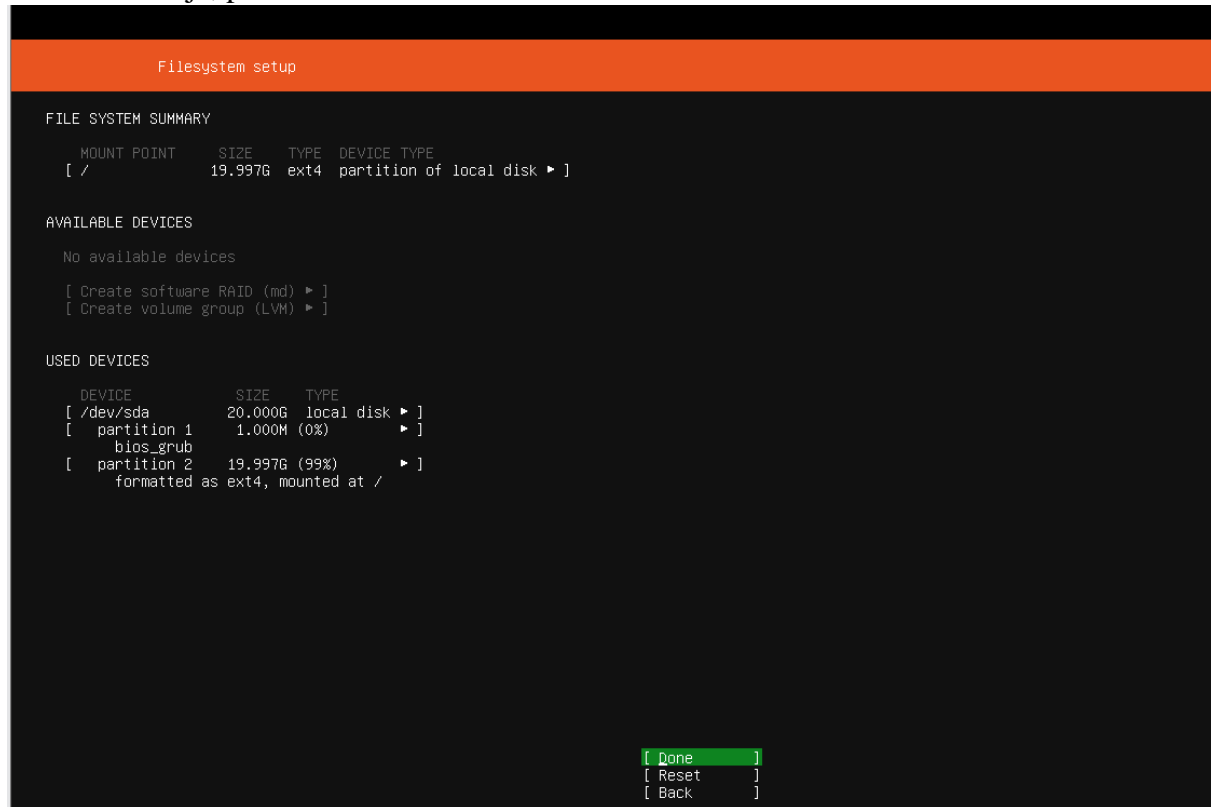 Filesystem setup
FILE SYSTEM SUMMARY
MOUNT POINT SIZE TYPE DEVICE TYPE
[ / 19.997G ext4 partition of local disk ► ]
AVAILABLE DEVICES
No available devices
[ Create software RAID (md) ► ]
[ Create volume group (LVM) ► ]
USED DEVICES
DEVICE SIZE TYPE
[ /dev/sda 20.000G local disk ► ]
[ partition 1 1.000M (0%) ► ]
bios_grub
[ partition 2 19.997G (99%) ► ]
formatted as ext4, mounted at /
[ Done ]
[ Reset ]
[ Back ]